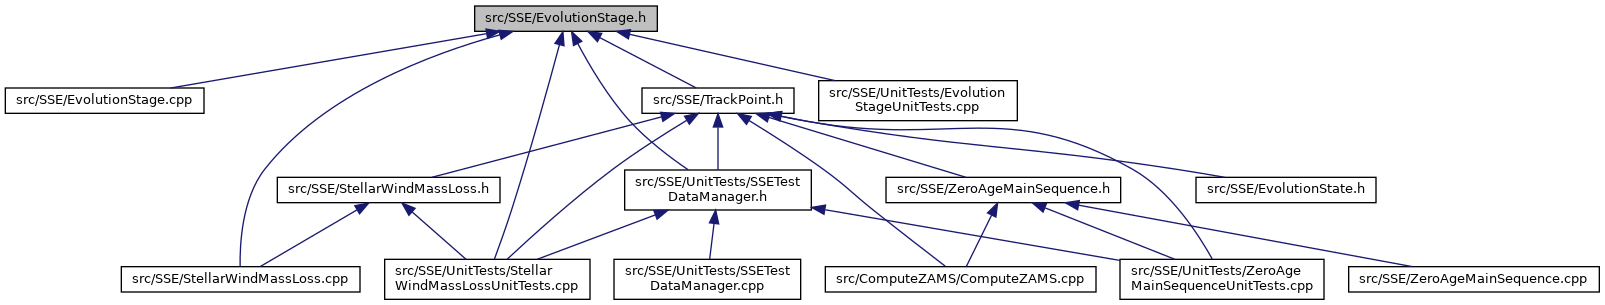 src/SSE/EvolutionStage.h
src/SSE/EvolutionStage.cpp
src/SSE/TrackPoint.h
src/SSE/UnitTests/Evolution
StageUnitTests.cpp
src/SSE/StellarWindMassLoss.h
src/SSE/UnitTests/SSETest
DataManager.h
src/SSE/ZeroAgeMainSequence.h
src/SSE/EvolutionState.h
src/SSE/StellarWindMassLoss.cpp
src/SSE/UnitTests/Stellar
WindMassLossUnitTests.cpp
src/SSE/UnitTests/SSETest
DataManager.cpp
src/ComputeZAMS/ComputeZAMS.cpp
src/SSE/UnitTests/ZeroAge
MainSequenceUnitTests.cpp
src/SSE/ZeroAgeMainSequence.cpp